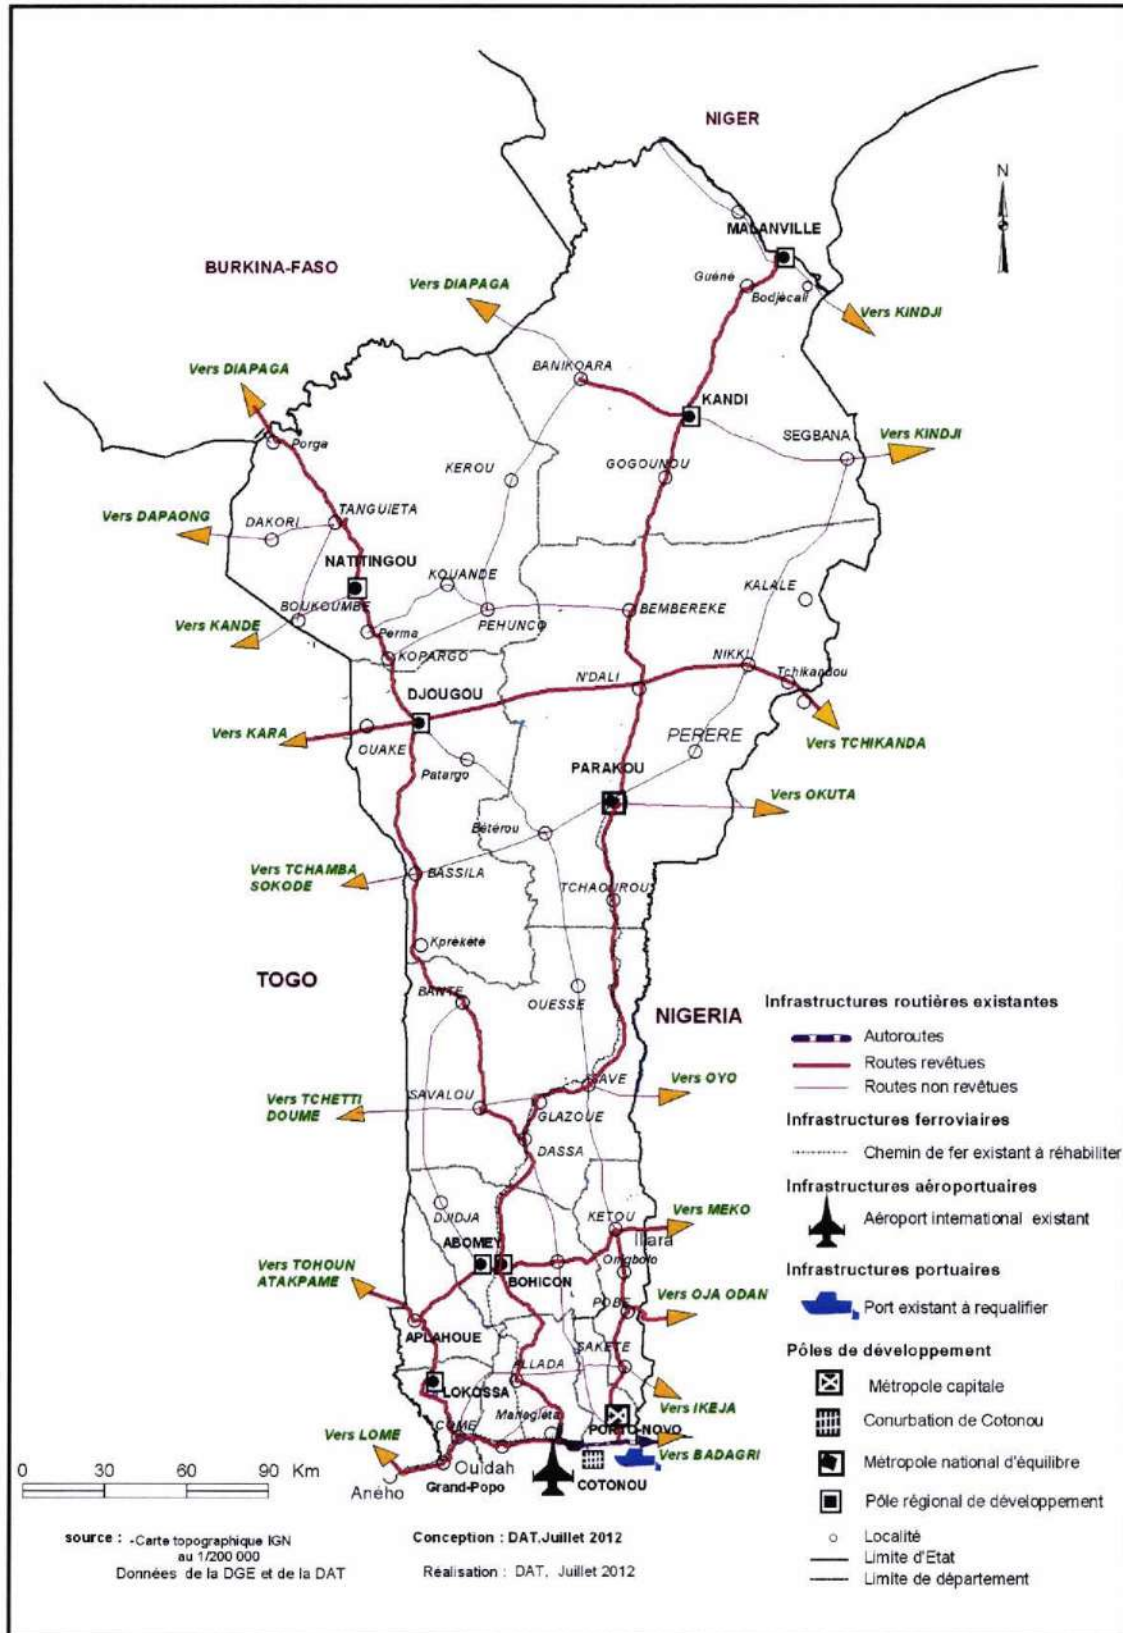 NIGER
N
MALANVILLE
BURKINA-FASO
Guéné
Vers DIAPAGA
Bodjécali
Vers KINDJI
Vers DIAPAGA
BANIKOARA
KANDI
SEGBANA
Vers KINDJI
Porga
KEROU
GOGOUNOU
Vers DAPAONG
DAKORI
TANGUIETA
NATTINGOU
KOUANDE
KALALE
BOUKOUMBE
PEHUNCO
BEMBEREKE
Vers KANDE
Perma
KOPARGO
NIKKI
N'DALI
Tchikandou
DJOUGOU
Vers KARA
OUAKE
PERERE
Vers TCHIKANDA
Patargo
PARAKOU
Vers OKUTA
Bétérou
Vers TCHAMBA
SOKODE
BASSILA
TCHAOUROU
Kprèkété
TOGO
BANTE
OUESSE
NIGERIA
SAVE
Vers OYO
Vers TCHETTI
DOUME
SAVALOU
GLAZOUE
DASSA
DJIDJA
KETOU
Vers MEKO
Illara
ABOMEY
Onigbolo
Vers TOHOUN
ATAKPAME
BOHICON
POBE
Vers OJA ODAN
APLAHOUE
SAKETE
ALLADA
LOKOSSA
Vers IKEJA
COME
PORTO-NOVO
Vers LOME
Vers BADAGRI
Ouidah
Grand-Popo
COTONOU
Aného
0 30 60 90 Km
source : -Carte topographique IGN
au 1/200 000
Données de la DGE et de la DAT
Conception : DAT.Juillet 2012
Réalisation : DAT, Juillet 2012
Infrastructures routières existantes
Autoroutes
Routes revêtues
Routes non revêtues
Infrastructures ferroviaires
Chemin de fer existant à réhabiliter
Infrastructures aéroportuaires
Aéroport international existant
Infrastructures portuaires
Port existant à requalifier
Pôles de développement
Métropole capitale
Conurbation de Cotonou
Métropole national d'équilibre
Pôle régional de développement
Localité
Limite d'Etat
Limite de département